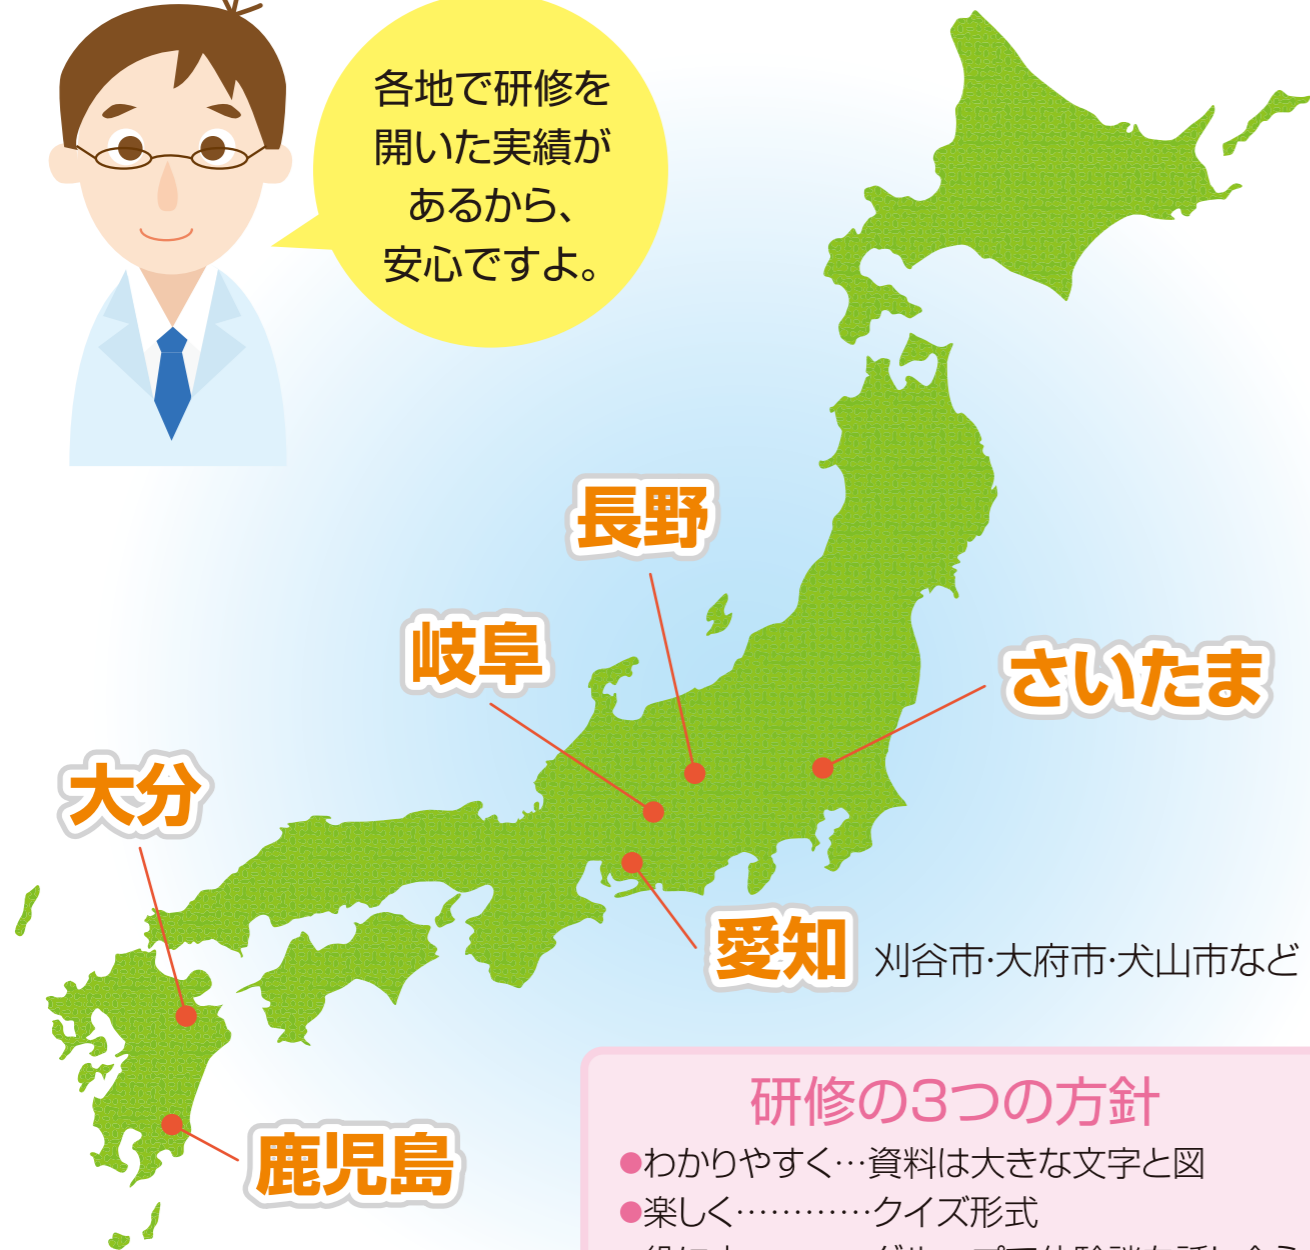 各地で研修を
開いた実績が
あるから、
安心ですよ。
長野
岐阜
さいたま
大分
愛知 刈谷市・大府市・犬山市など
鹿児島
研修の3つの方針
●わかりやすく…資料は大きな文字と図
●楽しく…………クイズ形式